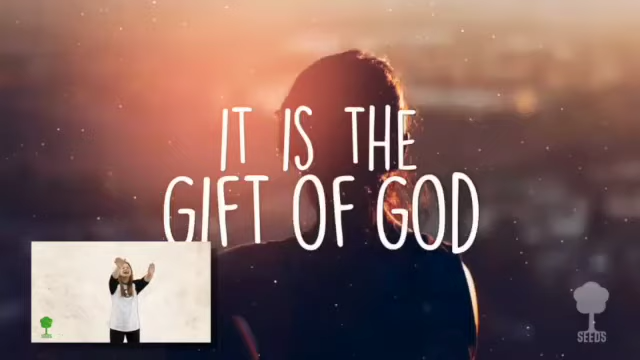 IT IS THE
GIFT OF GOD
SEEDS